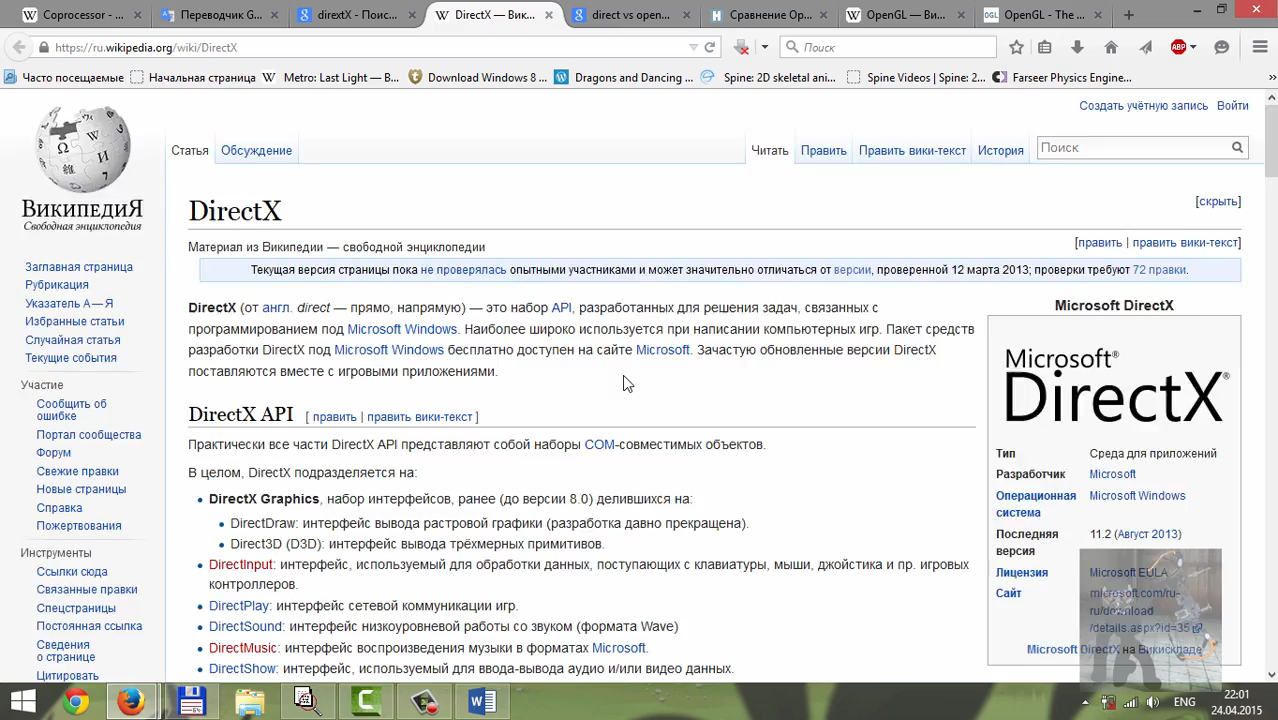 Coprocessor - ...
Переводчик G...
dirextX - Поис...
DirectX — Вик...
direct vs open...
Сравнение Op...
OpenGL — Ви...
OpenGL - The ...
https://ru.wikipedia.org/wiki/DirectX
Поиск
Часто посещаемые
Начальная страница
Metro: Last Light — В...
Download Windows 8 ...
Dragons and Dancing ...
Spine: 2D skeletal ani...
Spine Videos | Spine: 2...
Farseer Physics Engine...
Создать учётную запись Войти
Статья Обсуждение Читать Править Править вики-текст История Поиск
ВикипедиЯ
Свободная энциклопедия
Заглавная страница
Рубрикация
Указатель А — Я
Избранные статьи
Случайная статья
Текущие события
Участие
Сообщить об
ошибке
Портал сообщества
Форум
Свежие правки
Новые страницы
Справка
Пожертвования
Инструменты
Ссылки сюда
Связанные правки
Спецстраницы
Постоянная ссылка
Сведения
о странице
Цитировать
DirectX
[скрыть]
Материал из Википедии — свободной энциклопедии
[править | править вики-текст]
Текущая версия страницы пока не проверялась опытными участниками и может значительно отличаться от версии, проверенной 12 марта 2013; проверки требуют 72 правки.
DirectX (от англ. direct — прямо, напрямую) — это набор API, разработанных для решения задач, связанных с
программированием под Microsoft Windows. Наиболее широко используется при написании компьютерных игр. Пакет средств
разработки DirectX под Microsoft Windows бесплатно доступен на сайте Microsoft. Зачастую обновленные версии DirectX
поставляются вместе с игровыми приложениями.
DirectX API [ править | править вики-текст ]
Практически все части DirectX API представляют собой наборы COM-совместимых объектов.
В целом, DirectX подразделяется на:
DirectX Graphics, набор интерфейсов, ранее (до версии 8.0) делившихся на:
DirectDraw: интерфейс вывода растровой графики (разработка давно прекращена).
Direct3D (D3D): интерфейс вывода трёхмерных примитивов.
DirectInput: интерфейс, используемый для обработки данных, поступающих с клавиатуры, мыши, джойстика и пр. игровых
контроллеров.
DirectPlay: интерфейс сетевой коммуникации игр.
DirectSound: интерфейс низкоуровневой работы со звуком (формата Wave)
DirectMusic: интерфейс воспроизведения музыки в форматах Microsoft.
DirectShow: интерфейс, используемый для ввода-вывода аудио и/или видео данных.
Microsoft DirectX
Microsoft®
DirectX®
Тип Среда для приложений
Разработчик Microsoft
Операционная Microsoft Windows
система
Последняя 11.2 (Август 2013)
версия
Лицензия Microsoft EULA
Сайт microsoft.com/ru-
ru/download
/details.aspx?id=35
Microsoft DirectX на Викискладе
ABP
ENG
22:01
24.04.2015